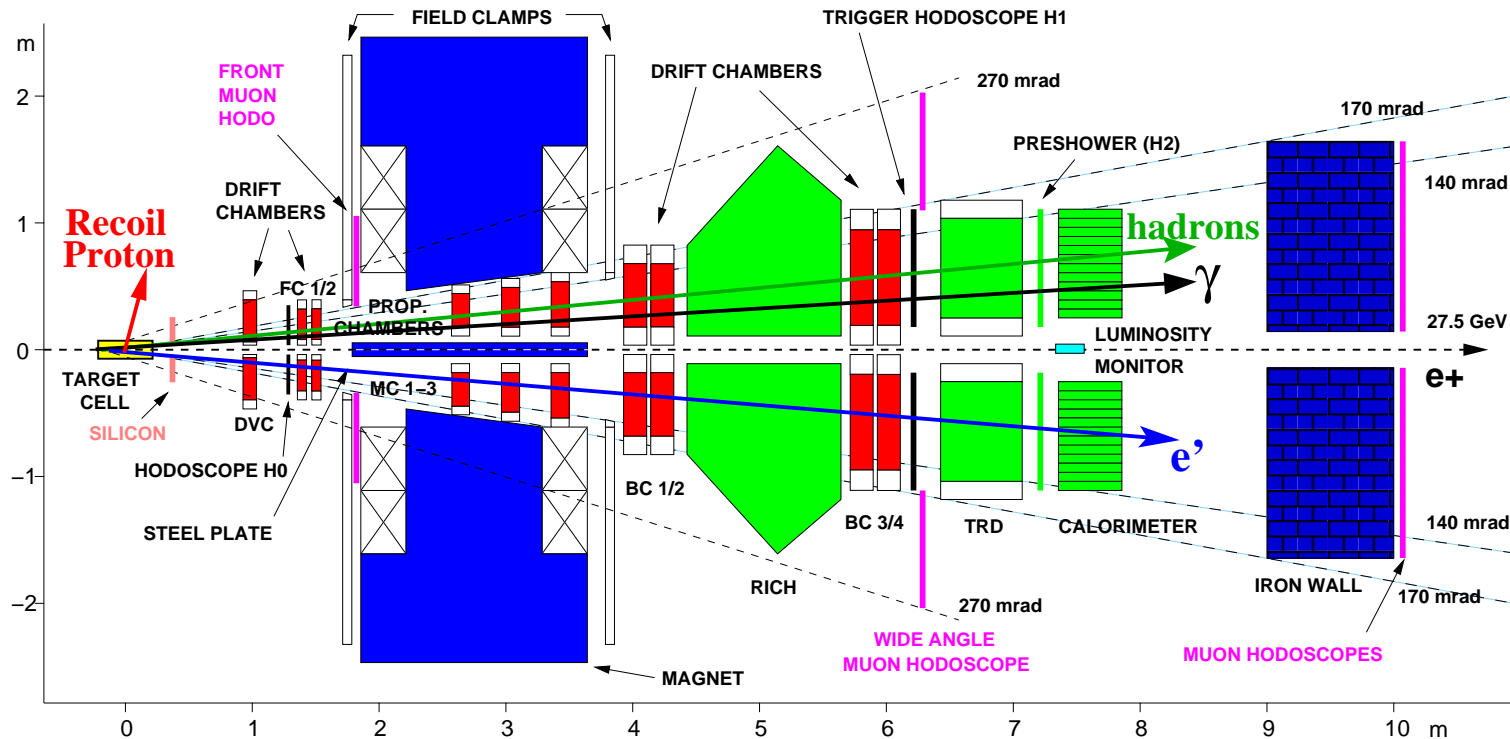 FIELD CLAMPS
TRIGGER HODOSCOPE H1
m
2
1
0
−1
−2
FRONT
MUON
HODO
DRIFT CHAMBERS
270 mrad
170 mrad
PRESHOWER (H2)
140 mrad
DRIFT
CHAMBERS
Recoil
Proton
hadrons
γ
FC 1/2
PROP.
CHAMBERS
27.5 GeV
LUMINOSITY
MONITOR
e+
TARGET
CELL
MC 1−3
SILICON
DVC
e’
HODOSCOPE H0
BC 1/2
STEEL PLATE
BC 3/4
TRD
CALORIMETER
140 mrad
RICH
IRON WALL
270 mrad
170 mrad
WIDE ANGLE
MUON HODOSCOPE
MUON HODOSCOPES
MAGNET
0 1 2 3 4 5 6 7 8 9 10 m